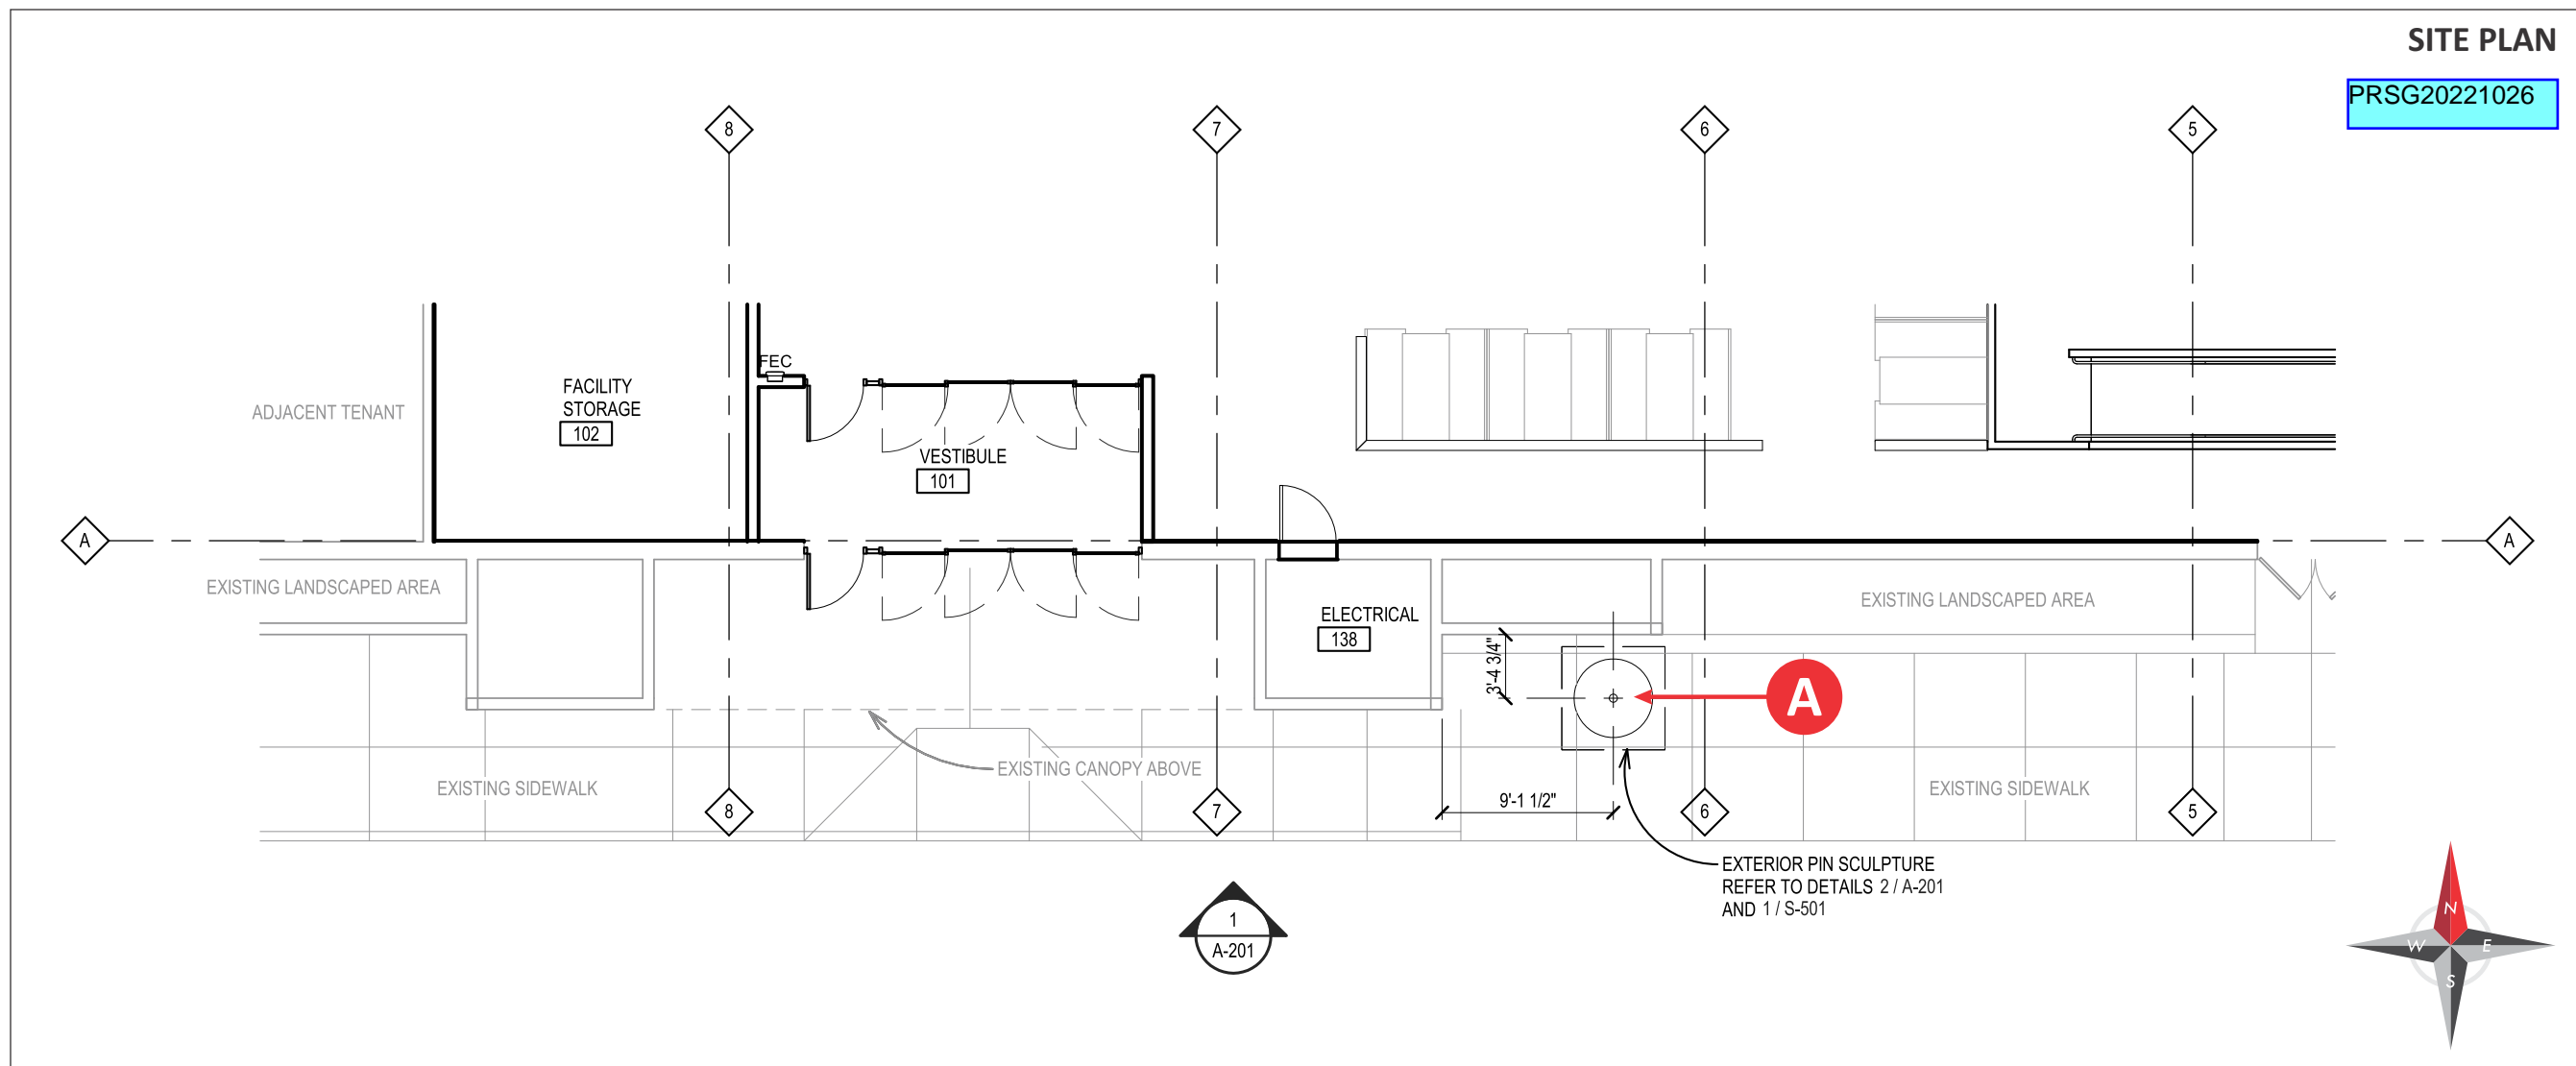 SITE PLAN
PRSG20221026
8
7
6
5
FEC
FACILITY
STORAGE
102
ADJACENT TENANT
VESTIBULE
101
A
A
EXISTING LANDSCAPED AREA
EXISTING LANDSCAPED AREA
ELECTRICAL
138
3'-4 3/4"
A
EXISTING CANOPY ABOVE
EXISTING SIDEWALK
EXISTING SIDEWALK
9'-1 1/2"
8
7
6
5
EXTERIOR PIN SCULPTURE
REFER TO DETAILS 2 / A-201
AND 1 / S-501
1
A-201
N
W
E
S